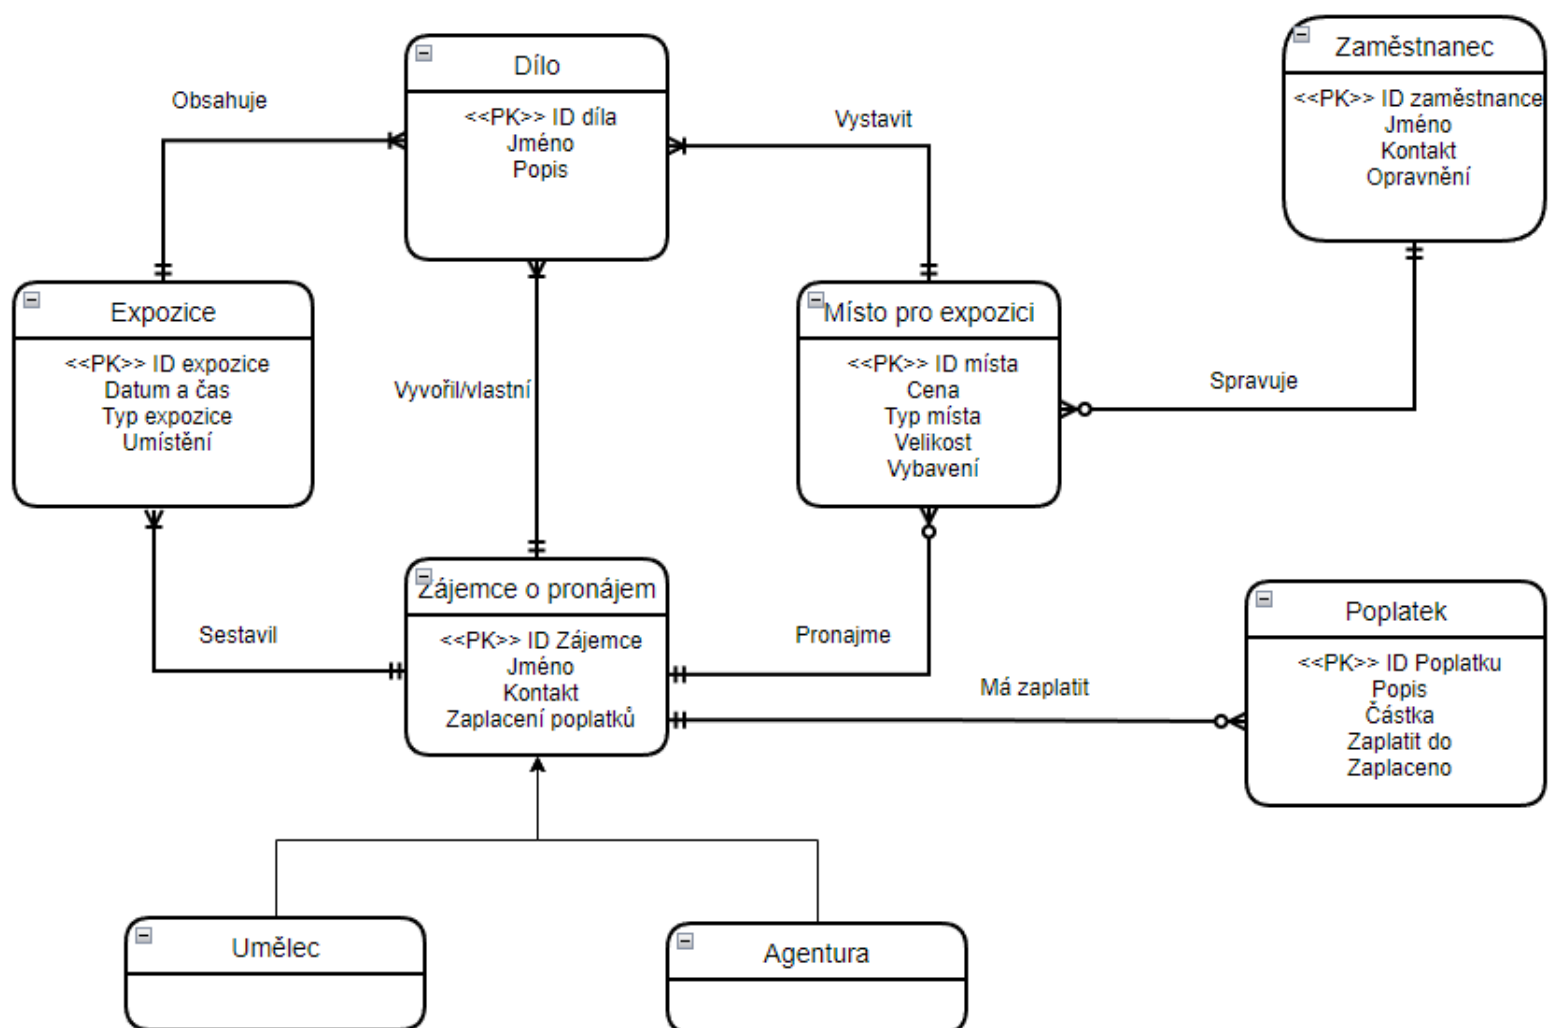 Dílo
<<PK>> ID díla
Jméno
Popis
Zaměstnanec
<<PK>> ID zaměstnance
Jméno
Kontakt
Opravnění
Obsahuje
Vystavit
Expozice
<<PK>> ID expozice
Datum a čas
Typ expozice
Umístění
Vyvořil/vlastní
Místo pro expozici
<<PK>> ID místa
Cena
Typ místa
Velikost
Vybavení
Spravuje
Sestavil
Zájemce o pronájem
<<PK>> ID Zájemce
Jméno
Kontakt
Zaplacení poplatků
Pronajme
Má zaplatit
Poplatek
<<PK>> ID Poplatku
Popis
Částka
Zaplatit do
Zaplaceno
Umělec
Agentura